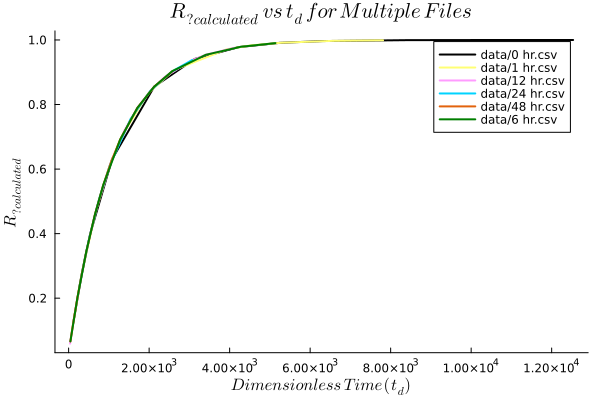 R?calculated vs td for Multiple Files
1.0
0.8
0.6
0.4
0.2
R?calculated
data/0 hr.csv
data/1 hr.csv
data/12 hr.csv
data/24 hr.csv
data/48 hr.csv
data/6 hr.csv
0 2.00×10³ 4.00×10³ 6.00×10³ 8.00×10³ 1.00×10⁴ 1.20×10⁴
Dimensionless Time (td)